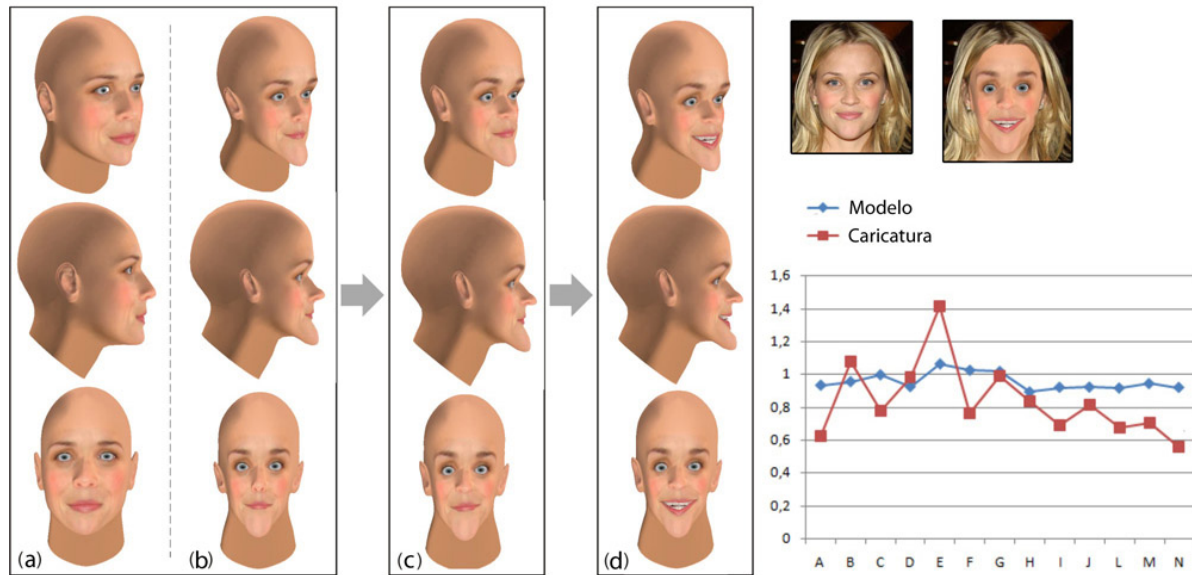 (a)
(b)
(c)
(d)
Modelo
Caricatura
1,6
1,4
1,2
1
0,8
0,6
0,4
0,2
0
A B C D E F G H I J L M N